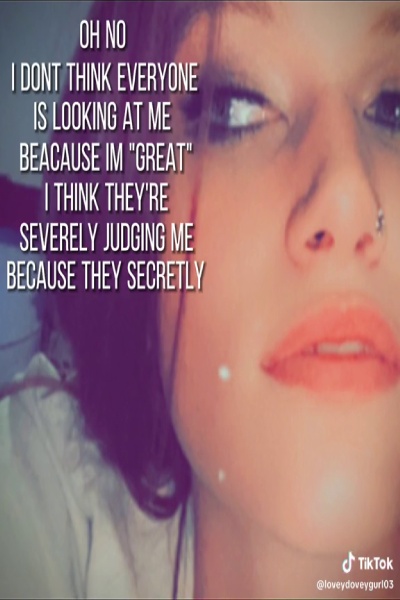 OH NO
I DONT THINK EVERYONE
IS LOOKING AT ME
BEACAUSE IM "GREAT"
I THINK THEY'RE
SEVERELY JUDGING ME
BECAUSE THEY SECRETLY
TikTok
@loveydoveygurl03